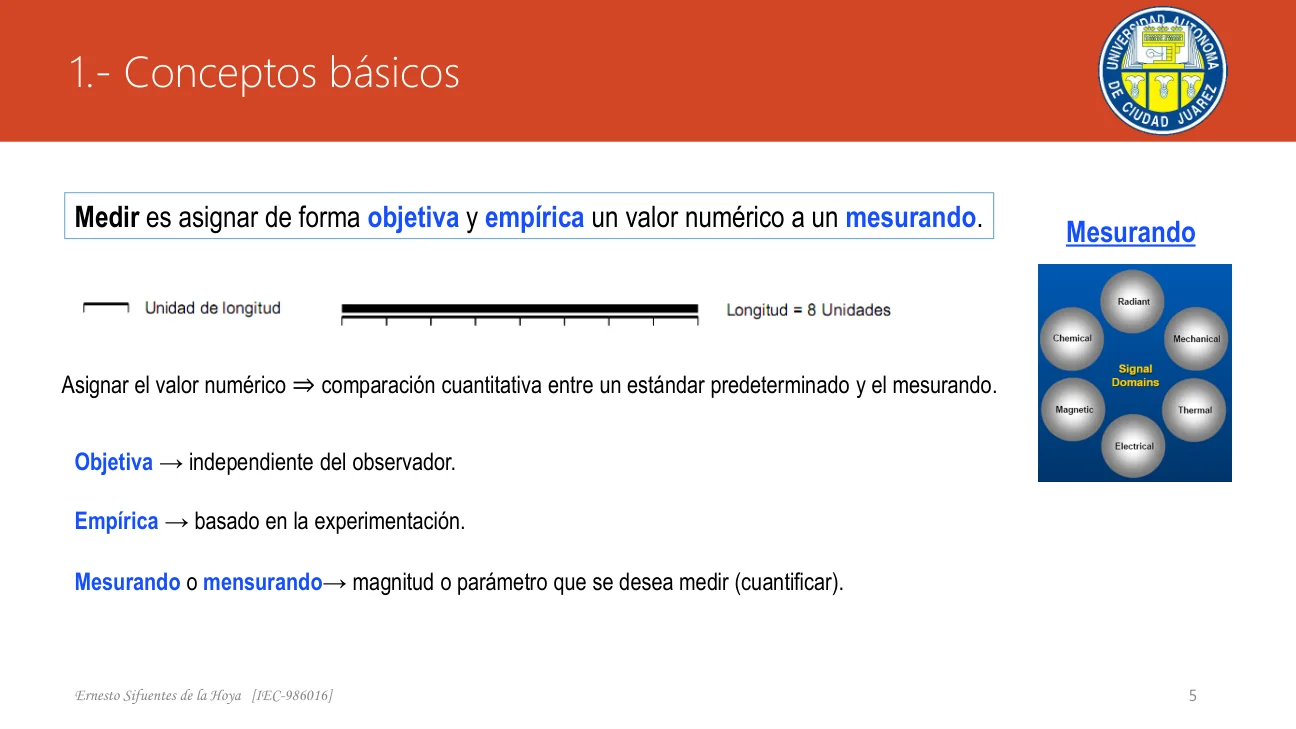 1.- Conceptos básicos
UNIVERSIDAD AUTONOMA
DE CIUDAD JUAREZ
Medir es asignar de forma objetiva y empírica un valor numérico a un mesurando.
Mesurando
Unidad de longitud
Longitud = 8 Unidades
Radiant
Chemical
Mechanical
Signal
Domains
Magnetic
Thermal
Electrical
Asignar el valor numérico ⇒ comparación cuantitativa entre un estándar predeterminado y el mesurando.
Objetiva → independiente del observador.
Empírica → basado en la experimentación.
Mesurando o mensurando→ magnitud o parámetro que se desea medir (cuantificar).
Ernesto Sifuentes de la Hoya [IEC-986016]
5